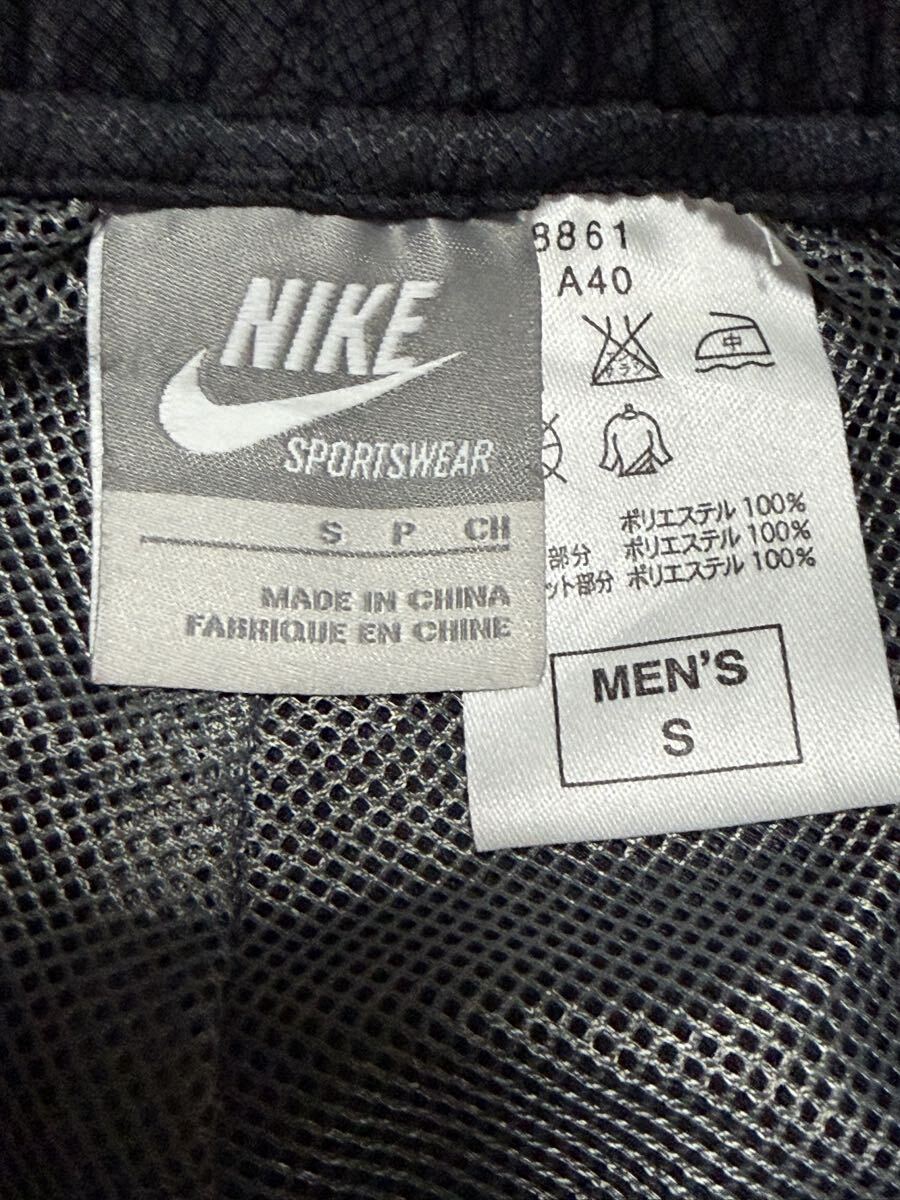 NIKE
SPORTSWEAR
S P CH
MADE IN CHINA
FABRIQUE EN CHINE
8861
A40
中
ポリエステル 100%
部分 ポリエステル 100%
ット部分 ポリエステル 100%
MEN'S
S